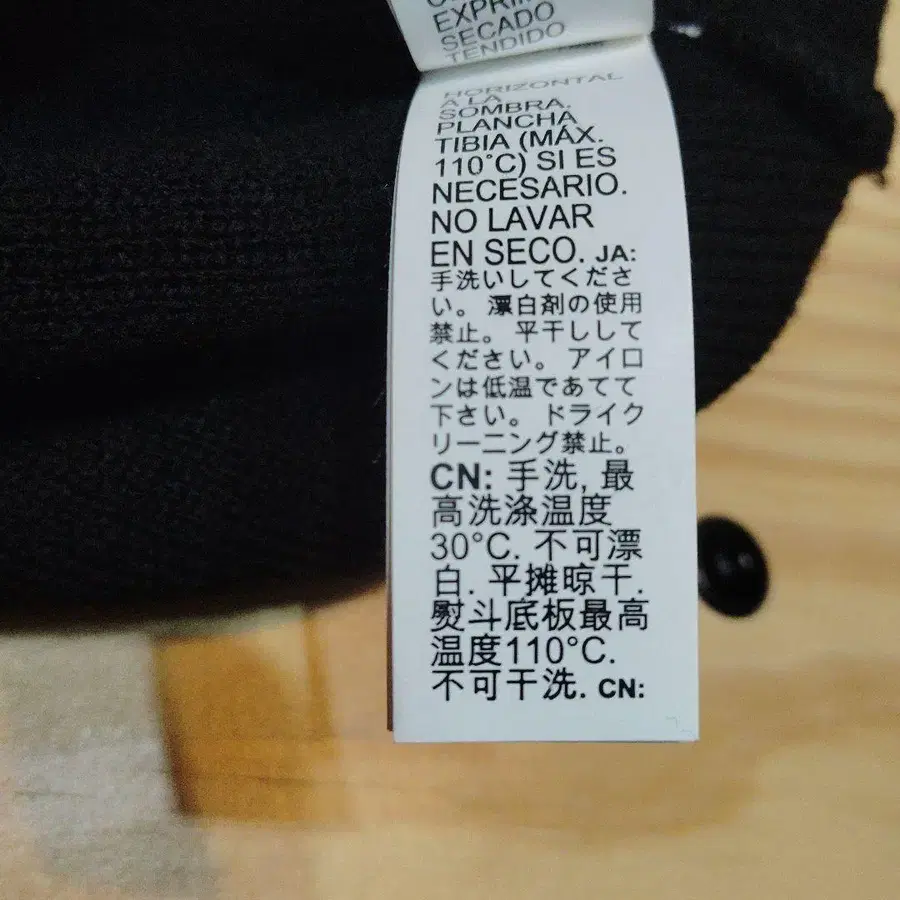 EXPRIM
SECADO
TENDIDO
HORIZONTAL
A LA
SOMBRA.
PLANCHA
TIBIA (MÁX.
110°C) SI ES
NECESARIO.
NO LAVAR
EN SECO. JA:
手洗いしてくださ
い。 漂白剤の使用
禁止。 平干しして
ください。 アイロ
ンは低温であてて
下さい。 ドライク
リーニング禁止。
CN: 手洗, 最
高洗涤温度
30°C. 不可漂
白. 平摊晾干.
熨斗底板最高
温度110°C.
不可干洗. CN: